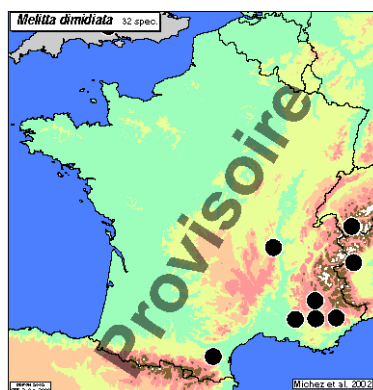 Melitta dimidiata 32 spec.
Provisoire
Michez et al. 2002